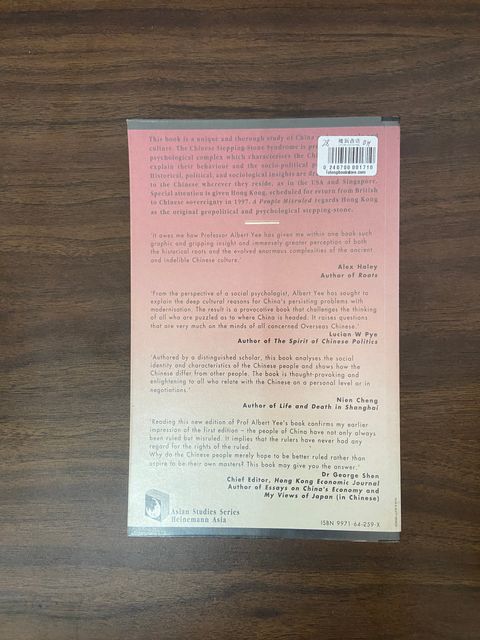 This book is a unique and thorough study of China
culture. The Chinese Stepping-Stone Syndrome is
psychological complex which characterises the
explain their behaviour and the socio-political
Historical, political, and sociological insights are
to the Chinese wherever they reside, as in the USA and Singapore.
Special attention is given Hong Kong, scheduled for return from British
to Chinese sovereignty in 1997. A People Misruled regards Hong Kong
as the original geopolitical and psychological stepping-stone.
0 240700 001710
'It awes me how Professor Albert Yee has given me within one book such
graphic and gripping insight and immensely greater perception of both
the historical roots and the evolved enormous complexities of the ancient
and indelible Chinese culture.'
Alex Haley
Author of Roots
'From the perspective of a social psychologist, Albert Yee has sought to
explain the deep cultural reasons for China's persisting problems with
modernisation. The result is a provocative book that challenges the thinking
of all who are puzzled as to where China is headed. It raises questions
that are very much on the minds of all concerned Overseas Chinese.'
Lucian W Pye
Author of The Spirit of Chinese Politics
'Authored by a distinguished scholar, this book analyses the social
identity and characteristics of the Chinese people and shows how the
Chinese differ from other people. The book is thought-provoking and
enlightening to all who relate with the Chinese on a personal level or in
negotiations.'
Nien Cheng
Author of Life and Death in Shanghai
'Reading this new edition of Prof Albert Yee's book confirms my earlier
impression of the first edition – the people of China have not only always
been ruled but misruled. It implies that the rulers have never had any
regard for the rights of the ruled.
Why do the Chinese people merely hope to be better ruled rather than
aspire to be their own masters? This book may give you the answer.'
Dr George Shen
Chief Editor, Hong Kong Economic Journal
Author of Essays on China's Economy and
My Views of Japan (in Chinese)
Asian Studies Series
Heinemann Asia
ISBN 9971-64-259-X